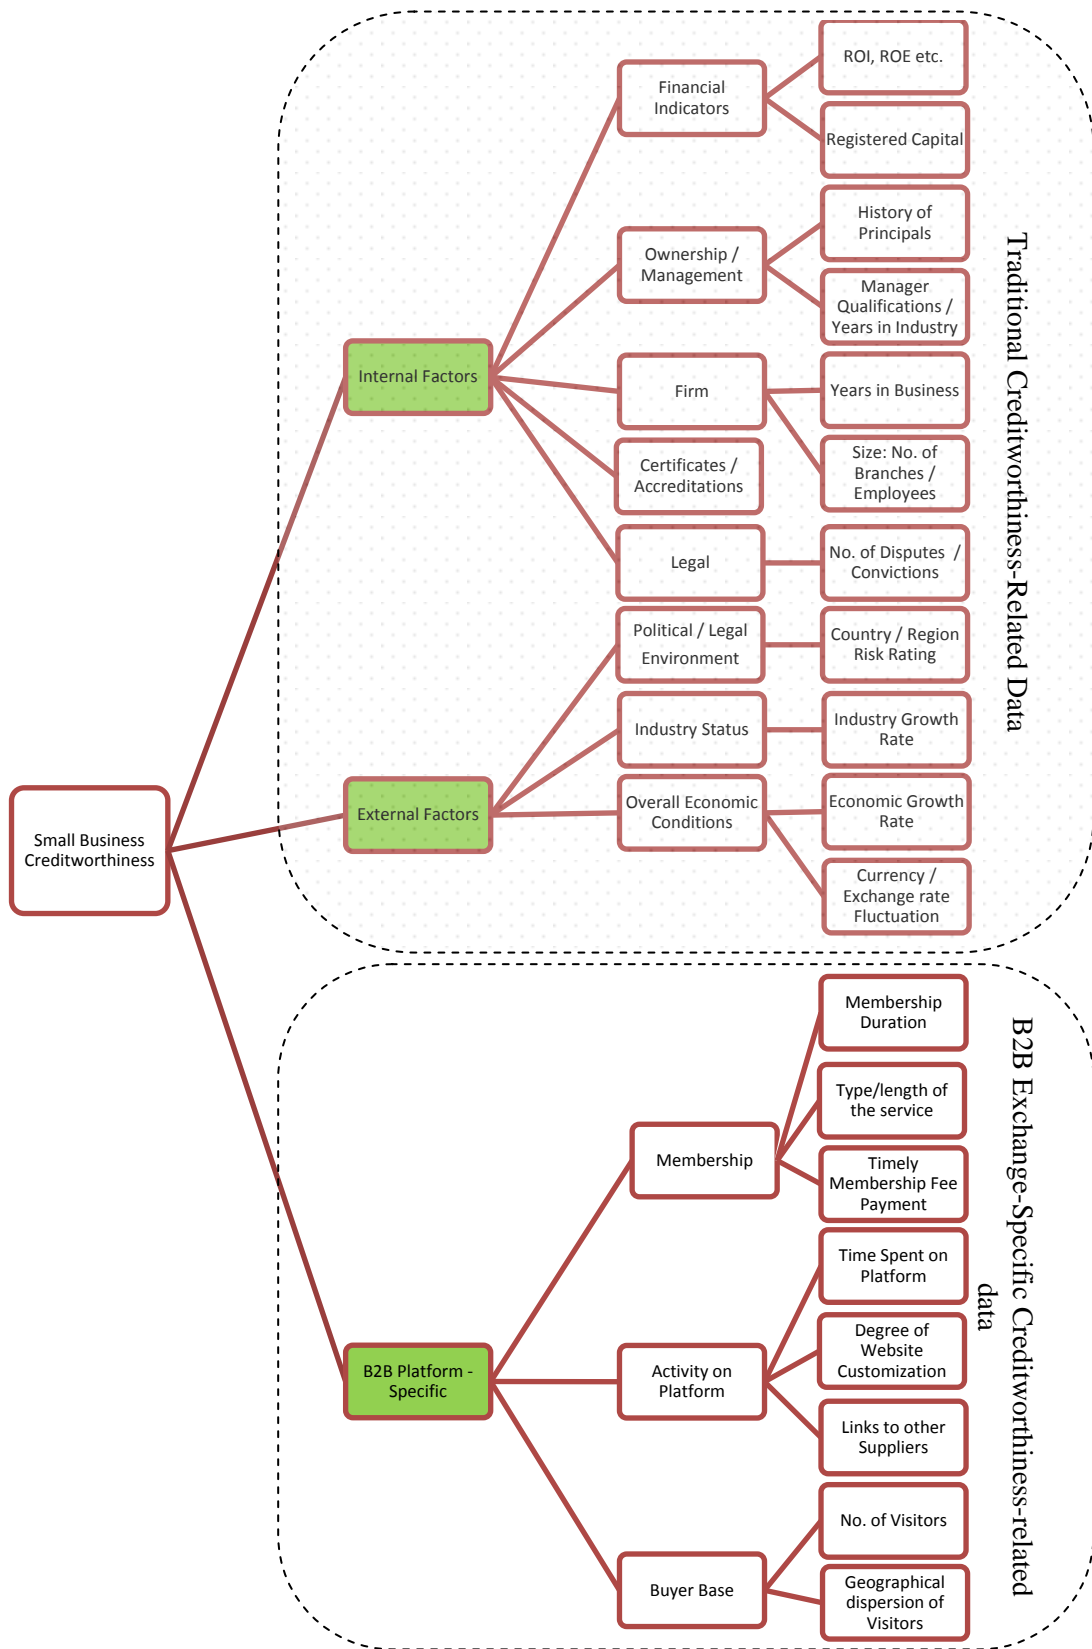 Small Business
Creditworthiness
Internal Factors
External Factors
B2B Platform -
Specific
Financial
Indicators
Ownership /
Management
Firm
Certificates /
Accreditations
Legal
Political / Legal
Environment
Industry Status
Overall Economic
Conditions
Membership
Activity on
Platform
Buyer Base
ROI, ROE etc.
Registered Capital
History of
Principals
Manager
Qualifications /
Years in Industry
Years in Business
Size: No. of
Branches /
Employees
No. of Disputes /
Convictions
Country / Region
Risk Rating
Industry Growth
Rate
Economic Growth
Rate
Currency /
Exchange rate
Fluctuation
Membership
Duration
Type/length of
the service
Timely
Membership Fee
Payment
Time Spent on
Platform
Degree of
Website
Customization
Links to other
Suppliers
No. of Visitors
Geographical
dispersion of
Visitors
Traditional Creditworthiness-Related Data
B2B Exchange-Specific Creditworthiness-related
data